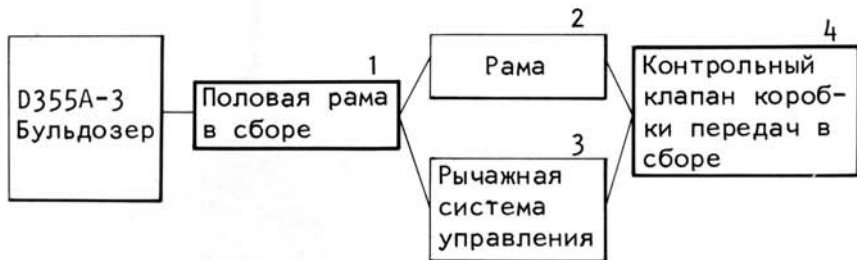 D355A-3
Бульдозер
1
Половая рама
в сборе
2
Рама
3
Рычажная
система
управления
4
Контрольный
клапан короб-
ки передач в
сборе